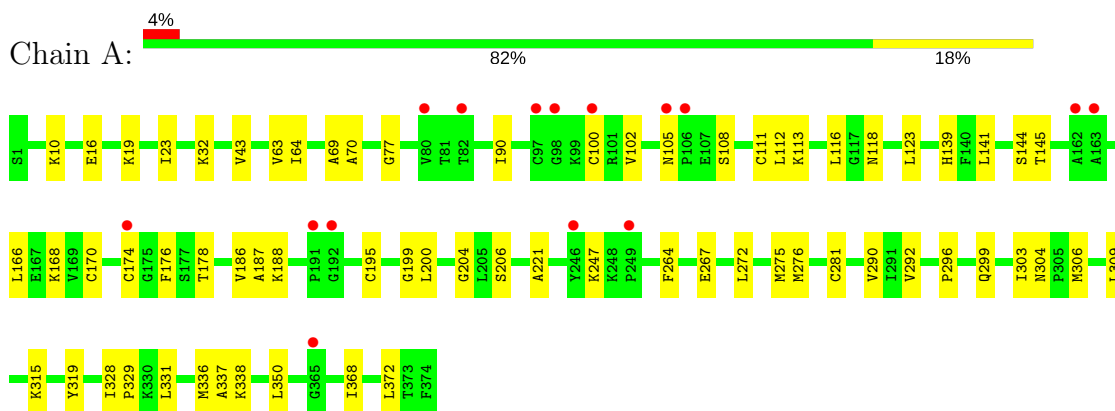 4%
Chain A:
82%
18%
S1 K10 E16 K19 I23 K32 V43 V63 I64 A69 A70 G77 V80 T81 T82 I90 C97 G98 K99 C100 R101 V102 N105 P106 E107 S108 C111 L112 K113 L116 G117 N118 L123 H139 F140 L141 S144 T145 A162 A163
L166 E167 K168 V169 C170 C174 G175 F176 S177 T178 V186 A187 K188 P191 G192 C195 G199 L200 G204 L205 S206 A221 Y246 K247 K248 P249 F264 E267 L272 M275 M276 C281 V290 I291 V292 P296 Q299 I303 N304 P305 M306 L309
K315 Y319 I328 P329 K330 L331 M336 A337 K338 L350 G365 I368 L372 T373 F374